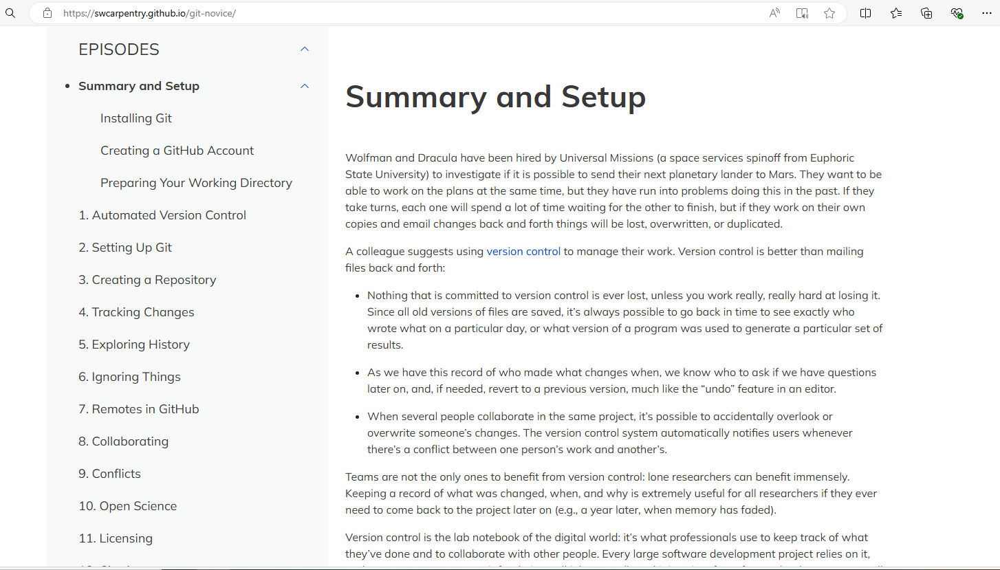 https://swcarpentry.github.io/git-novice/
EPISODES
Summary and Setup
Installing Git
Creating a GitHub Account
Preparing Your Working Directory
1. Automated Version Control
2. Setting Up Git
3. Creating a Repository
4. Tracking Changes
5. Exploring History
6. Ignoring Things
7. Remotes in GitHub
8. Collaborating
9. Conflicts
10. Open Science
11. Licensing
Summary and Setup
Wolfman and Dracula have been hired by Universal Missions (a space services spinoff from Euphoric
State University) to investigate if it is possible to send their next planetary lander to Mars. They want to be
able to work on the plans at the same time, but they have run into problems doing this in the past. If they
take turns, each one will spend a lot of time waiting for the other to finish, but if they work on their own
copies and email changes back and forth things will be lost, overwritten, or duplicated.
A colleague suggests using version control to manage their work. Version control is better than mailing
files back and forth:
• Nothing that is committed to version control is ever lost, unless you work really, really hard at losing it.
Since all old versions of files are saved, it’s always possible to go back in time to see exactly who
wrote what on a particular day, or what version of a program was used to generate a particular set of
results.
• As we have this record of who made what changes when, we know who to ask if we have questions
later on, and, if needed, revert to a previous version, much like the “undo” feature in an editor.
• When several people collaborate in the same project, it’s possible to accidentally overlook or
overwrite someone’s changes. The version control system automatically notifies users whenever
there’s a conflict between one person’s work and another’s.
Teams are not the only ones to benefit from version control: lone researchers can benefit immensely.
Keeping a record of what was changed, when, and why is extremely useful for all researchers if they ever
need to come back to the project later on (e.g., a year later, when memory has faded).
Version control is the lab notebook of the digital world: it’s what professionals use to keep track of what
they’ve done and to collaborate with other people. Every large software development project relies on it,